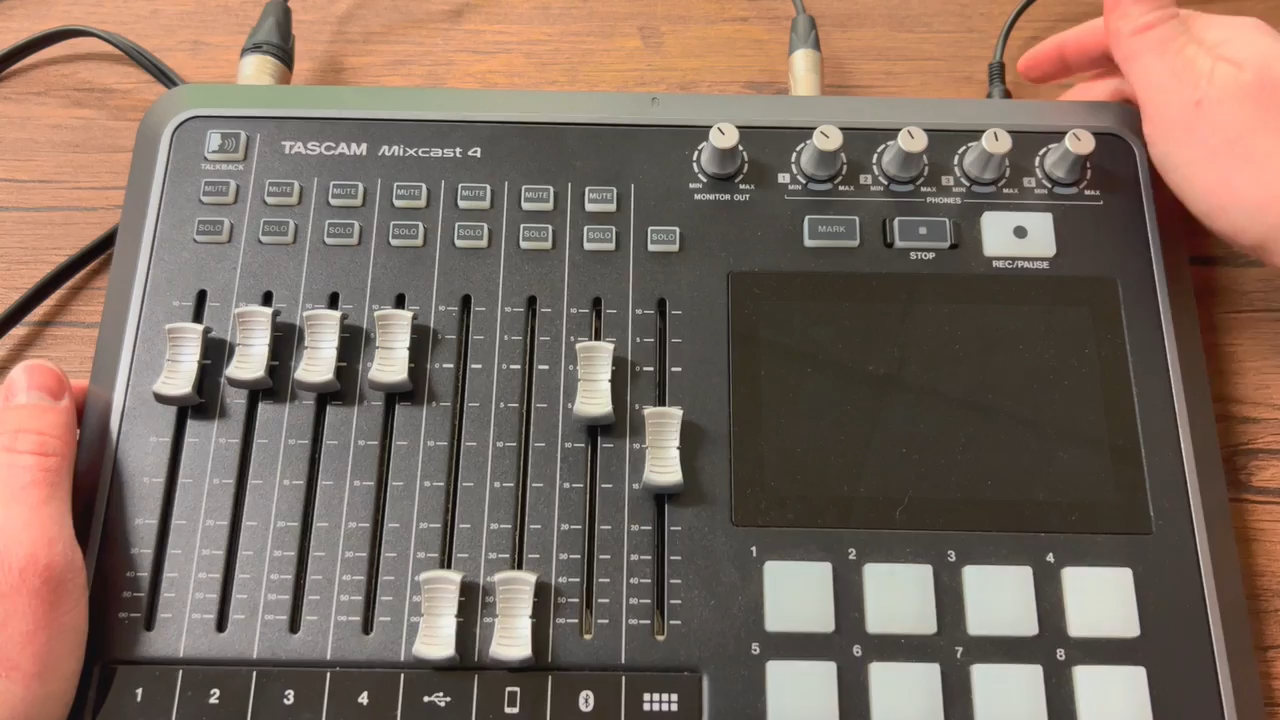 TASCAM Mixcast 4
TALKBACK
MUTE MUTE MUTE MUTE MUTE MUTE MUTE
SOLO SOLO SOLO SOLO SOLO SOLO SOLO SOLO
MIN MAX
MONITOR OUT
1 MIN MAX 2 MIN MAX 3 MIN MAX 4 MIN MAX
PHONES
MARK
STOP
REC/PAUSE
1 2 3 4
5 6 7 8
1 2 3 4